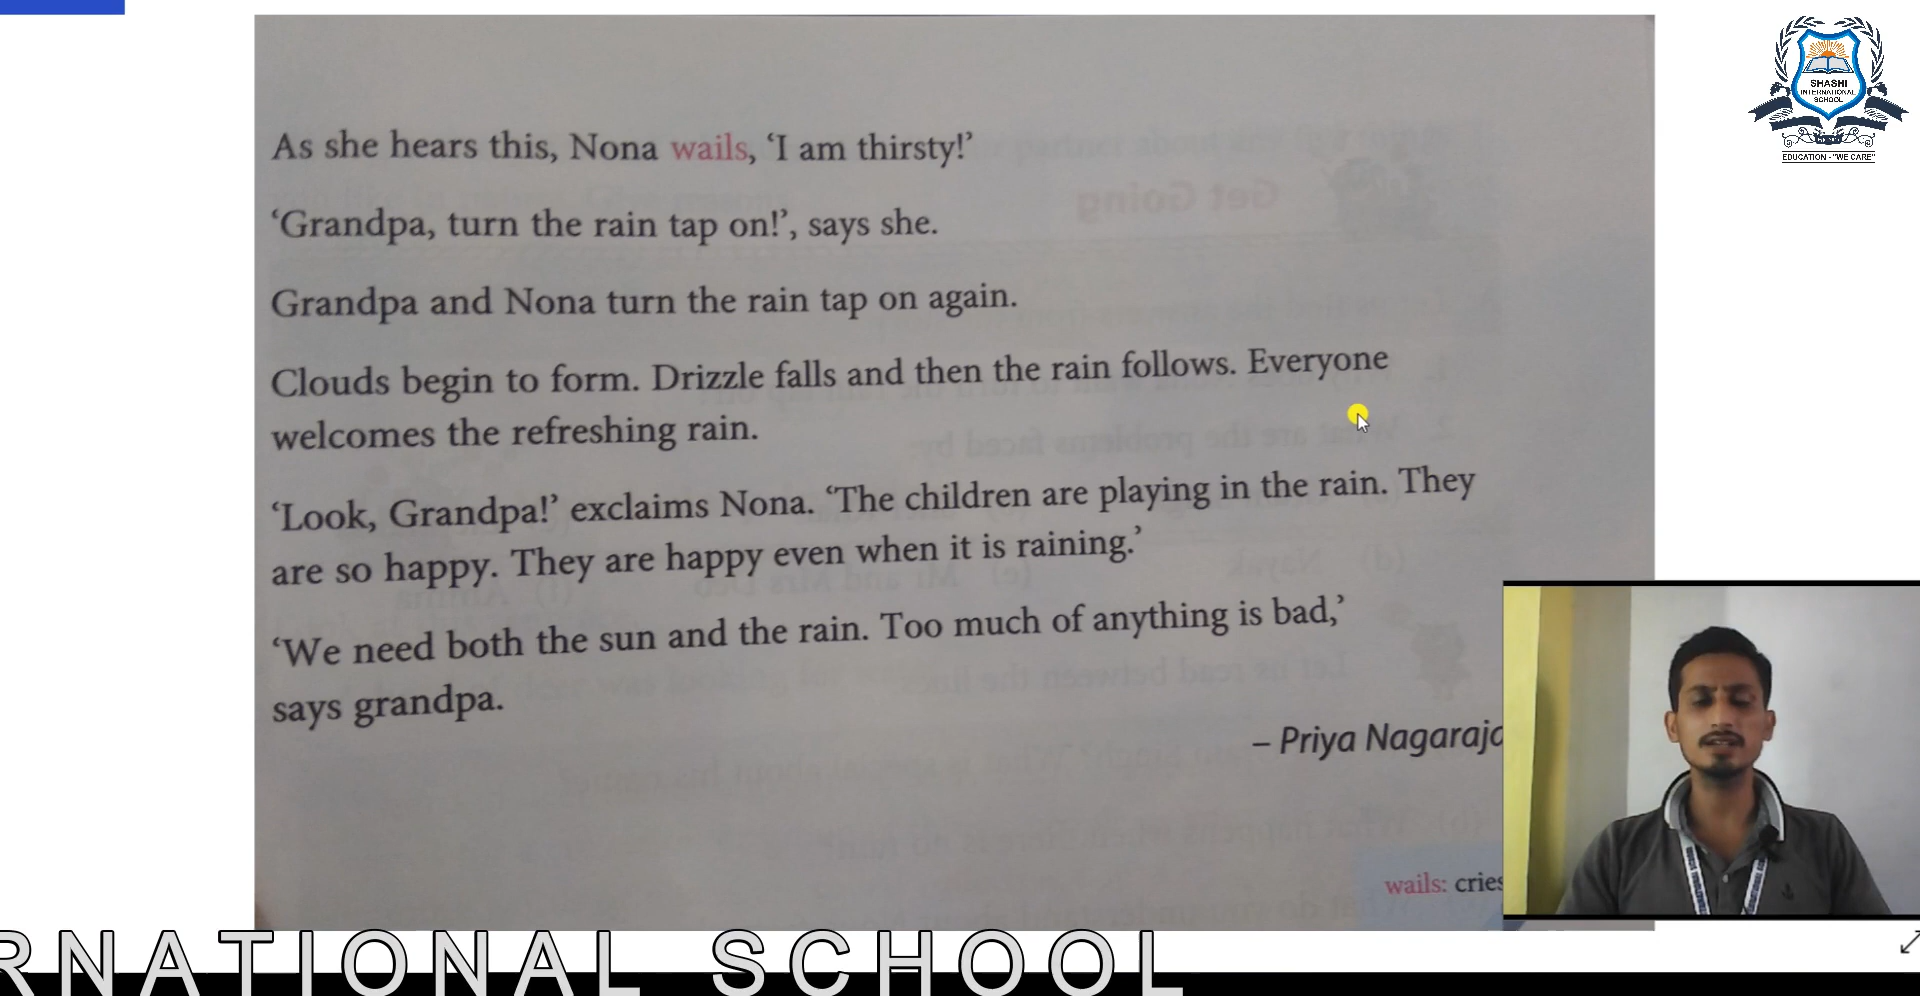 As she hears this, Nona wails, ‘I am thirsty!’
‘Grandpa, turn the rain tap on!’, says she.
Grandpa and Nona turn the rain tap on again.
Clouds begin to form. Drizzle falls and then the rain follows. Everyone
welcomes the refreshing rain.
‘Look, Grandpa!’ exclaims Nona. ‘The children are playing in the rain. They
are so happy. They are happy even when it is raining.’
‘We need both the sun and the rain. Too much of anything is bad,’
says grandpa.
– Priya Nagaraja
wails: cries
SHASHI
INTERNATIONAL
SCHOOL
EDUCATION - "WE CARE"
RNATIONAL SCHOOL